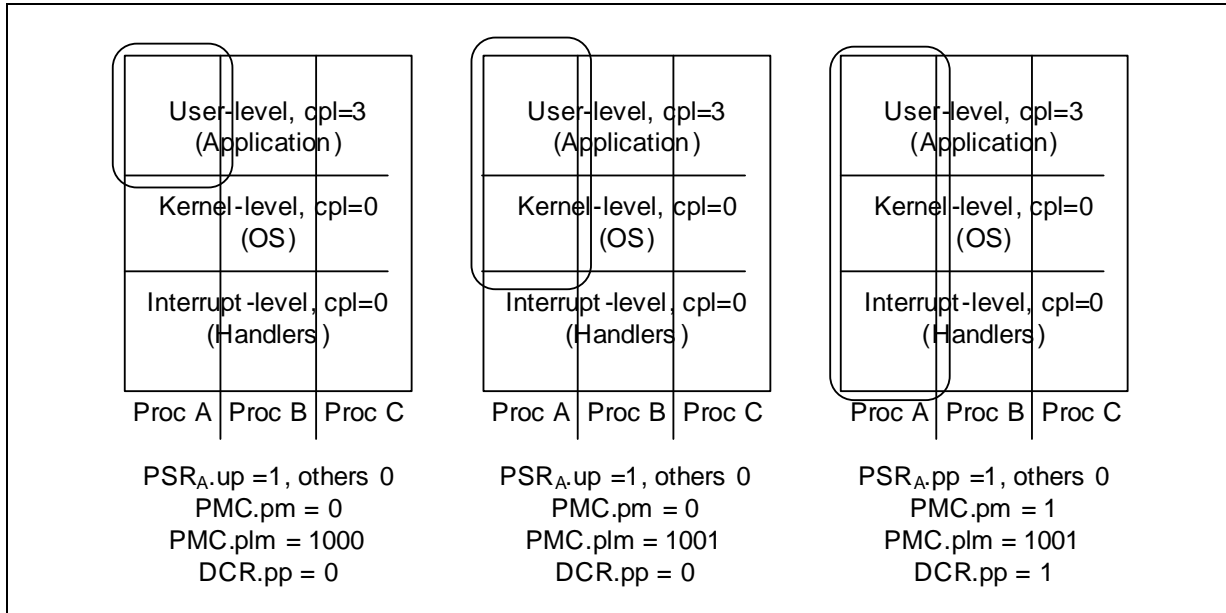 User-level, cpl=3
(Application)
Kernel-level, cpl=0
(OS)
Interrupt-level, cpl=0
(Handlers)
Proc A Proc B Proc C
PSRA.up =1, others 0
PMC.pm = 0
PMC.plm = 1000
DCR.pp = 0
User-level, cpl=3
(Application)
Kernel-level, cpl=0
(OS)
Interrupt-level, cpl=0
(Handlers)
Proc A Proc B Proc C
PSRA.up =1, others 0
PMC.pm = 0
PMC.plm = 1001
DCR.pp = 0
User-level, cpl=3
(Application)
Kernel-level, cpl=0
(OS)
Interrupt-level, cpl=0
(Handlers)
Proc A Proc B Proc C
PSRA.pp =1, others 0
PMC.pm = 1
PMC.plm = 1001
DCR.pp = 1